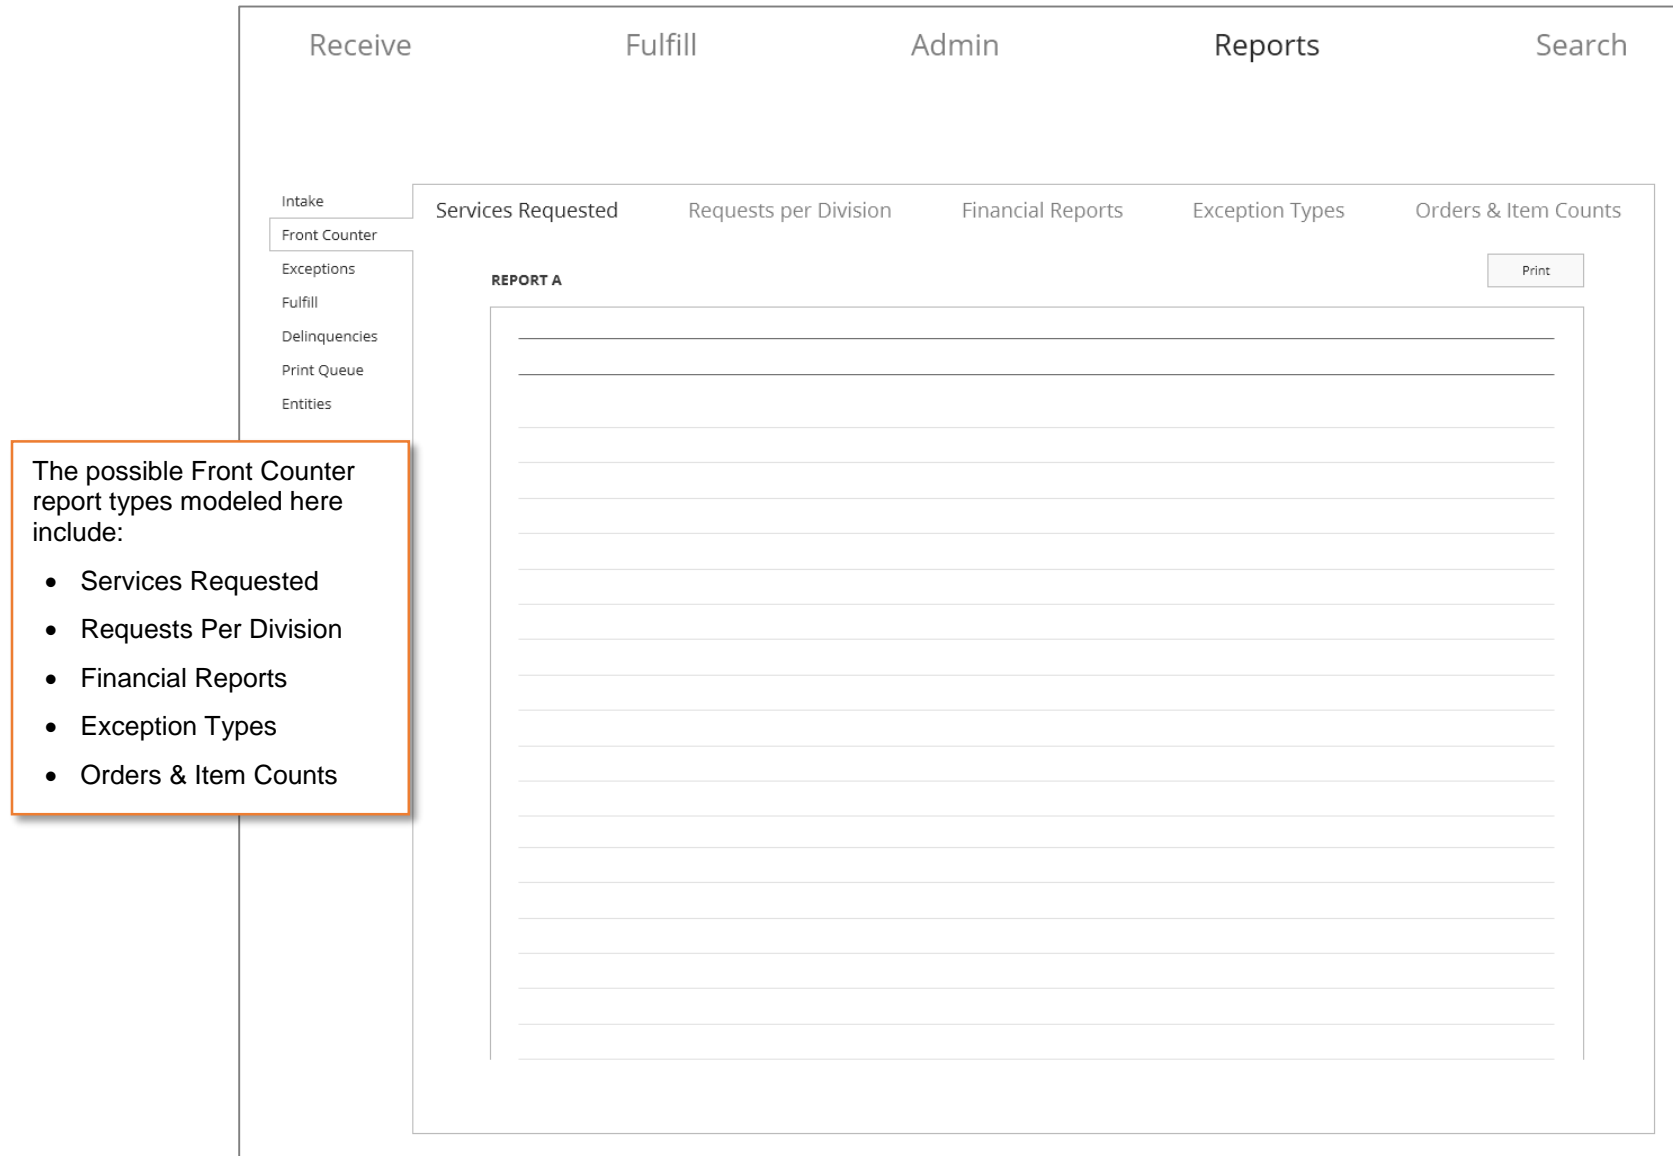 Receive Fulfill Admin Reports Search
Intake
Front Counter
Exceptions
Fulfill
Delinquencies
Print Queue
Entities
Services Requested Requests per Division Financial Reports Exception Types Orders & Item Counts
REPORT A
Print
The possible Front Counter
report types modeled here
include:
• Services Requested
• Requests Per Division
• Financial Reports
• Exception Types
• Orders & Item Counts